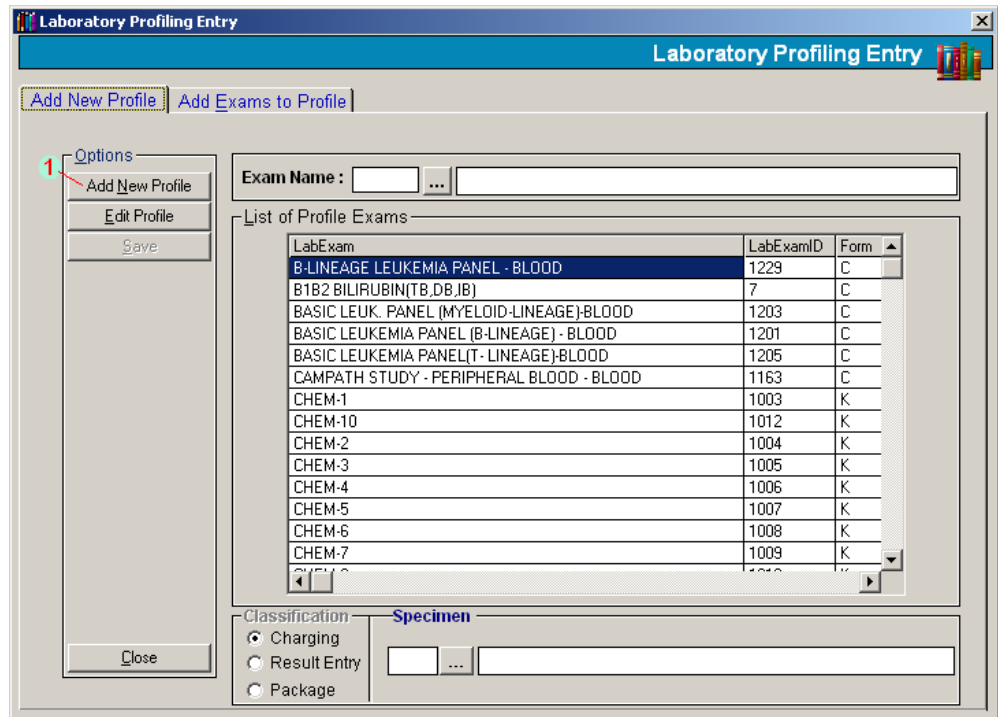 Laboratory Profiling Entry
Laboratory Profiling Entry
Add New Profile Add Exams to Profile
Options
1
Add New Profile
Edit Profile
Save
Close
Exam Name : ...
List of Profile Exams
LabExam LabExamID Form
B-LINEAGE LEUKEMIA PANEL - BLOOD 1229 C
B1B2 BILIRUBIN(TB,DB,IB) 7 C
BASIC LEUK. PANEL (MYELOID-LINEAGE)-BLOOD 1203 C
BASIC LEUKEMIA PANEL (B-LINEAGE) - BLOOD 1201 C
BASIC LEUKEMIA PANEL(T- LINEAGE)-BLOOD 1205 C
CAMPATH STUDY - PERIPHERAL BLOOD - BLOOD 1163 C
CHEM-1 1003 K
CHEM-10 1012 K
CHEM-2 1004 K
CHEM-3 1005 K
CHEM-4 1006 K
CHEM-5 1007 K
CHEM-6 1008 K
CHEM-7 1009 K
Classification
Charging
Result Entry
Package
Specimen
...